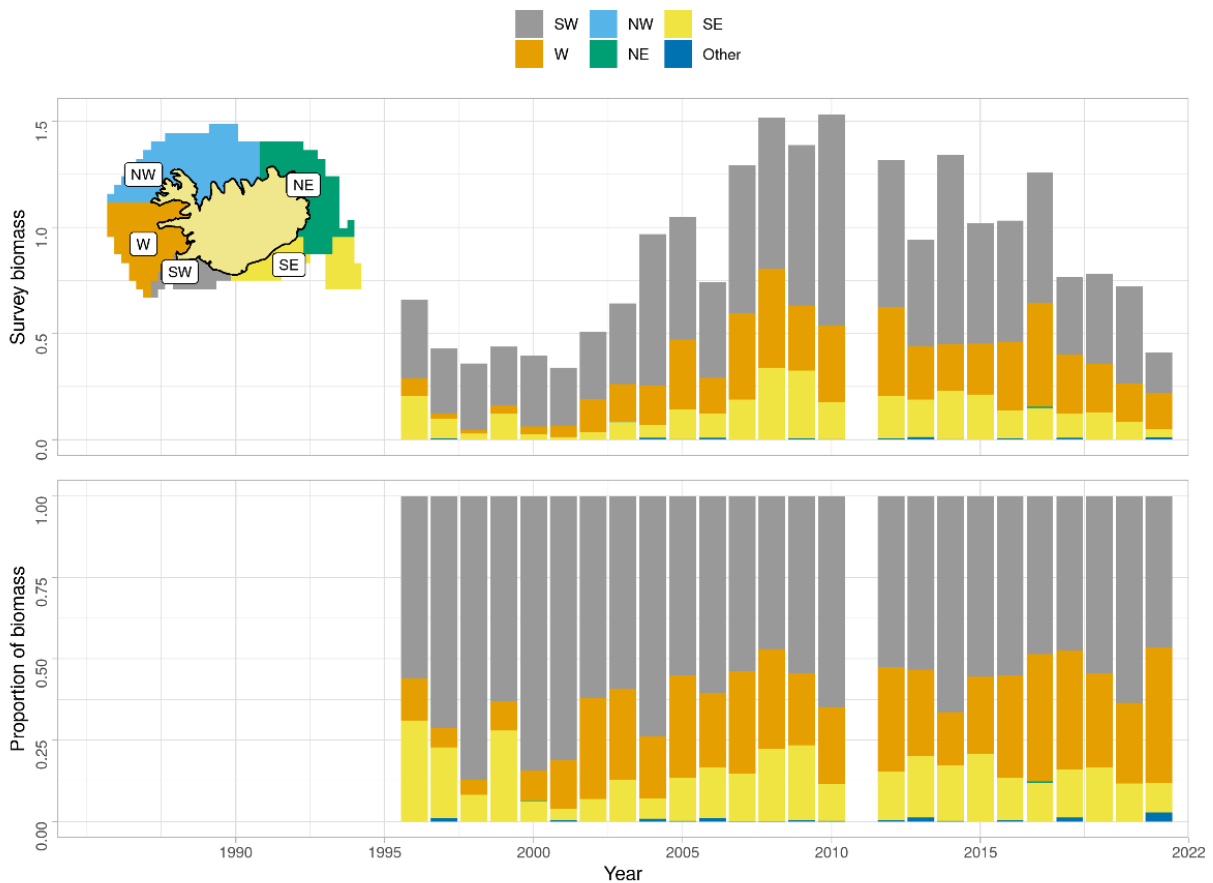 SW NW SE
W NE Other
Survey biomass
1.5
1.0
0.5
0.0
NW
NE
W
SW
SE
Proportion of biomass
1.00
0.75
0.50
0.25
0.00
1990 1995 2000 2005 2010 2015 2022
Year